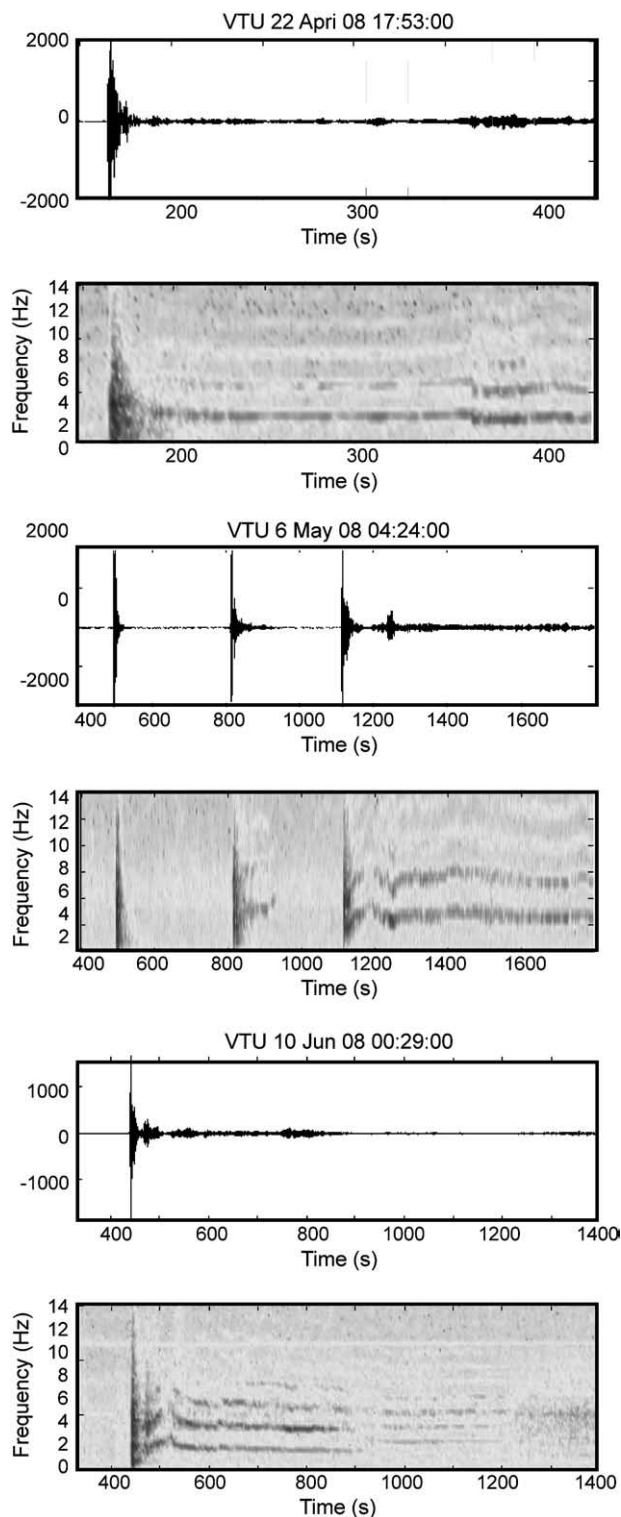 VTU 22 Apri 08 17:53:00
2000
0
-2000
200 300 400
Time (s)
Frequency (Hz)
14
12
10
8
6
4
2
0
200 300 400
Time (s)
VTU 6 May 08 04:24:00
2000
0
-2000
400 600 800 1000 1200 1400 1600
Time (s)
Frequency (Hz)
14
12
10
8
6
4
2
400 600 800 1000 1200 1400 1600
Time (s)
VTU 10 Jun 08 00:29:00
1000
0
-1000
400 600 800 1000 1200 1400
Time (s)
Frequency (Hz)
14
12
10
8
6
4
2
0
400 600 800 1000 1200 1400
Time (s)